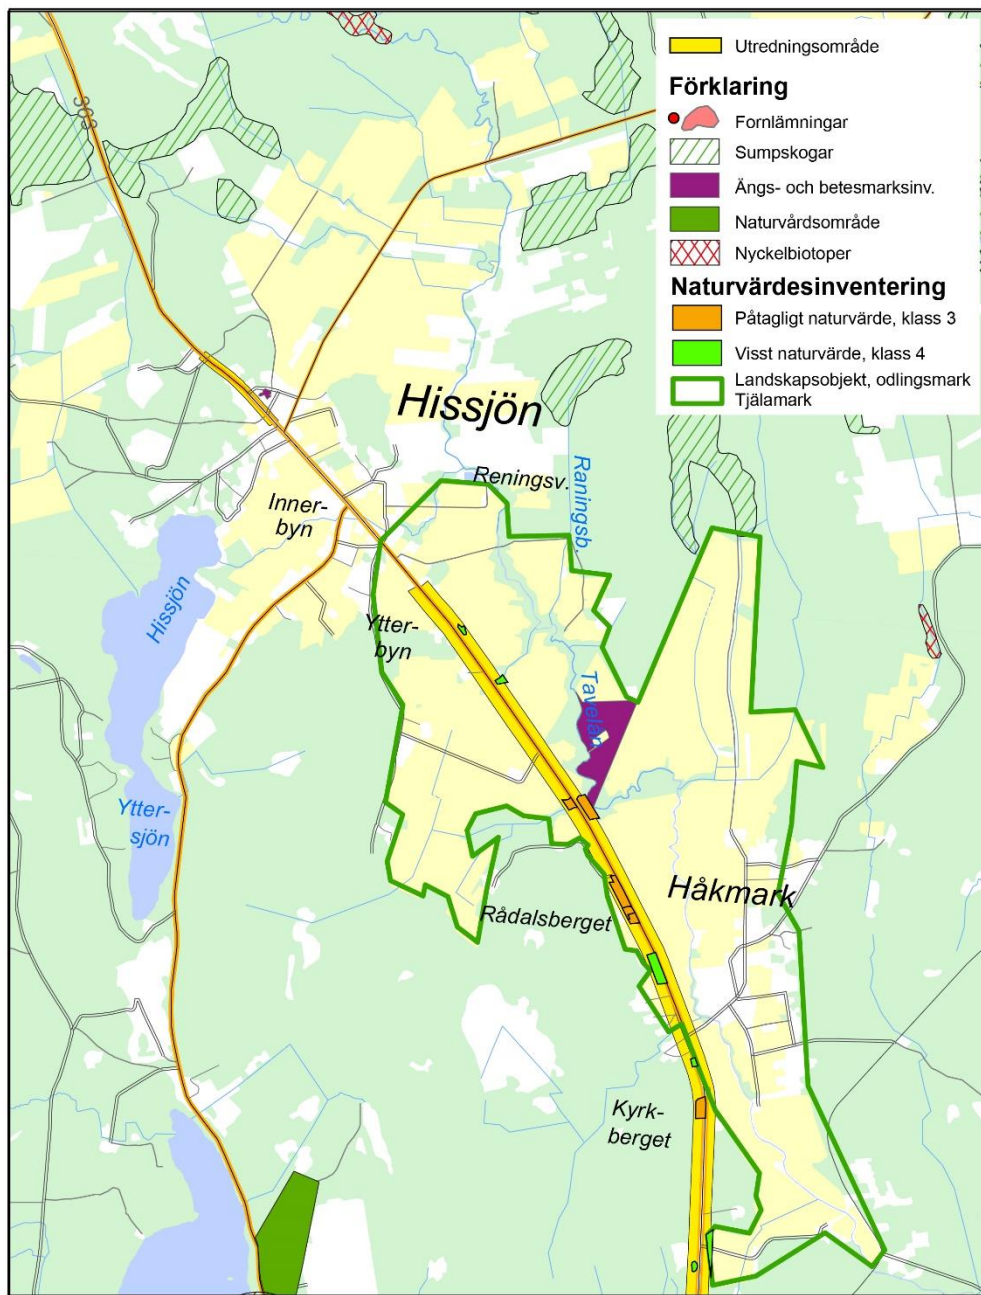 Utredningsområde
Förklaring
Fornlämningar
Sumpskogar
Ängs- och betesmarksinv.
Naturvårdsområde
Nyckelbiotoper
Naturvärdesinventering
Påtagligt naturvärde, klass 3
Visst naturvärde, klass 4
Landskapsobjekt, odlingsmark
Tjälamark
363
Hissjön
Reningsv.
Raningsb.
Inner-
byn
Hissjön
Ytter-
byn
Tavelån
Ytter-
sjön
Håkmark
Rådalsberget
Kyrk-
berget